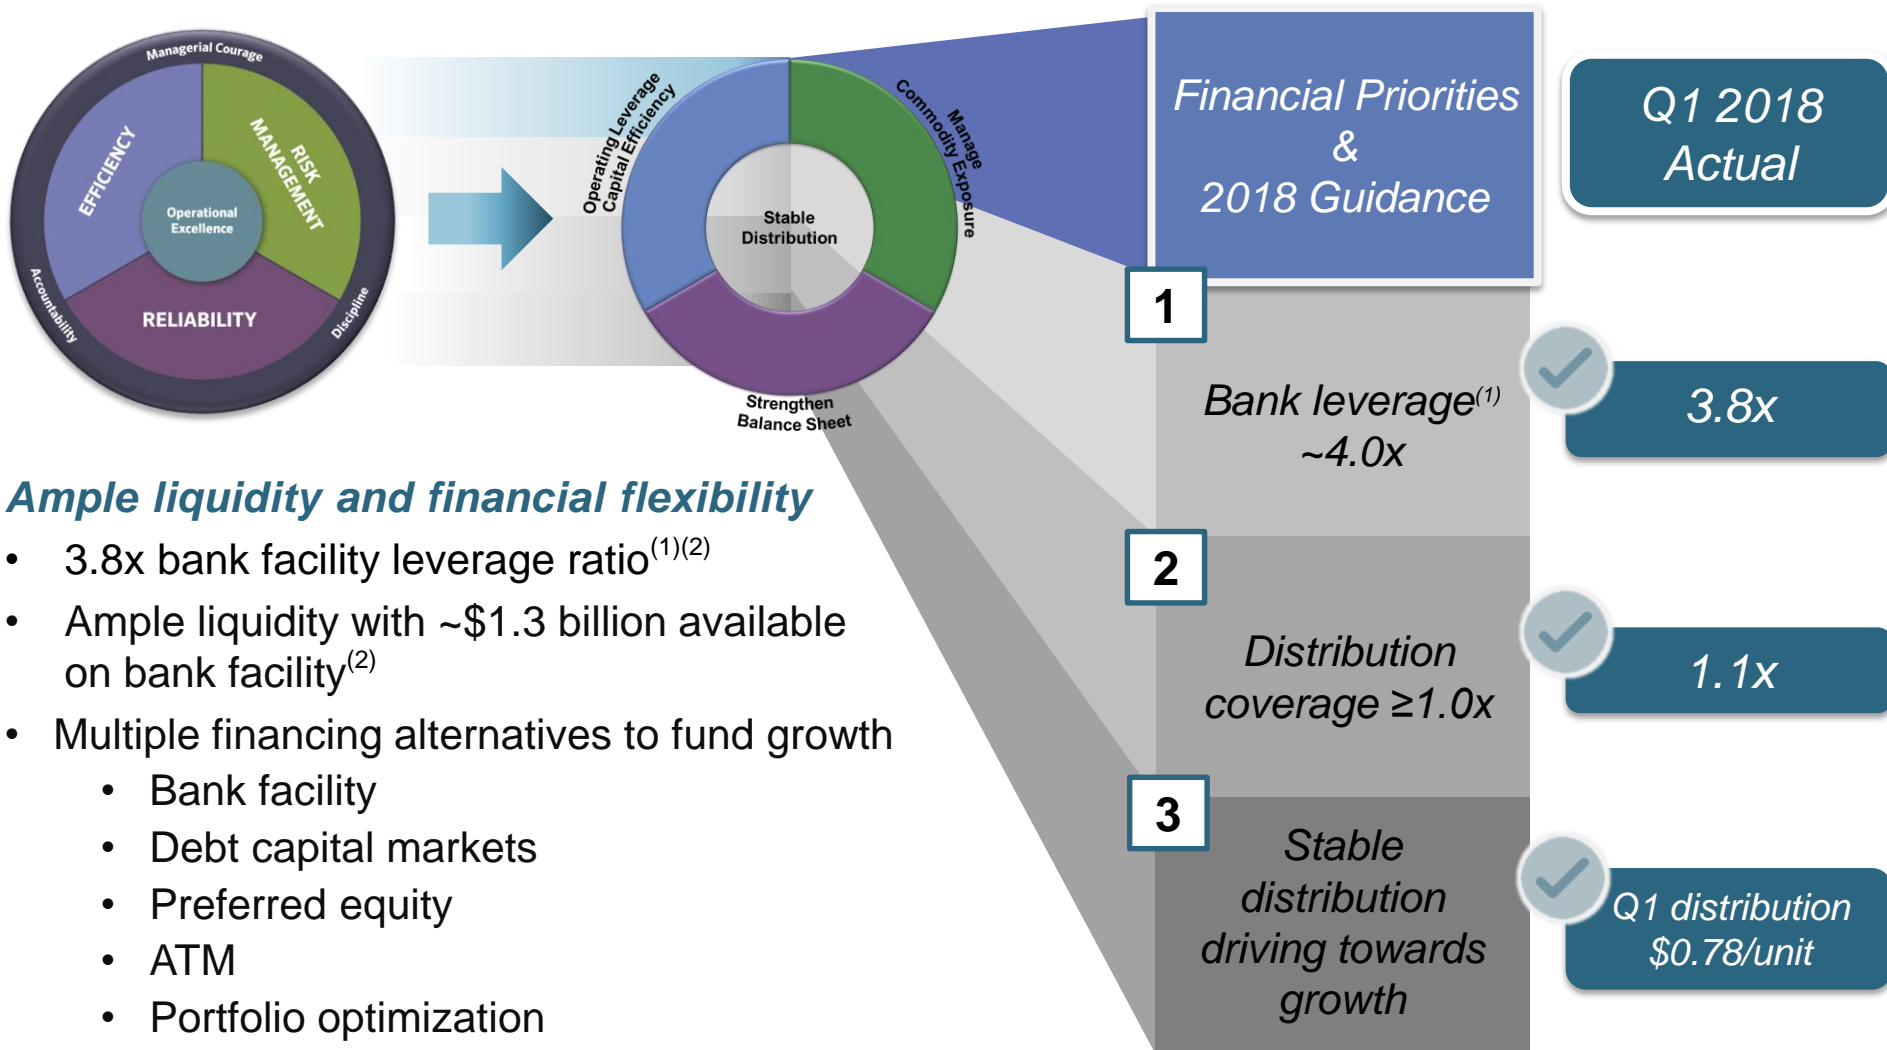 Managerial Courage
EFFICIENCY
RISK
MANAGEMENT
Operational
Excellence
RELIABILITY
Accountability
Discipline
Operating Leverage
Capital Efficiency
Manage
Commodity Exposure
Stable
Distribution
Strengthen
Balance Sheet
Financial Priorities
&
2018 Guidance
Q1 2018
Actual
1
Bank leverage(1)
~4.0x
3.8x
2
Distribution
coverage ≥1.0x
1.1x
3
Stable
distribution
driving towards
growth
Q1 distribution
$0.78/unit
Ample liquidity and financial flexibility
• 3.8x bank facility leverage ratio(1)(2)
• Ample liquidity with ~$1.3 billion available
on bank facility(2)
• Multiple financing alternatives to fund growth
• Bank facility
• Debt capital markets
• Preferred equity
• ATM
• Portfolio optimization